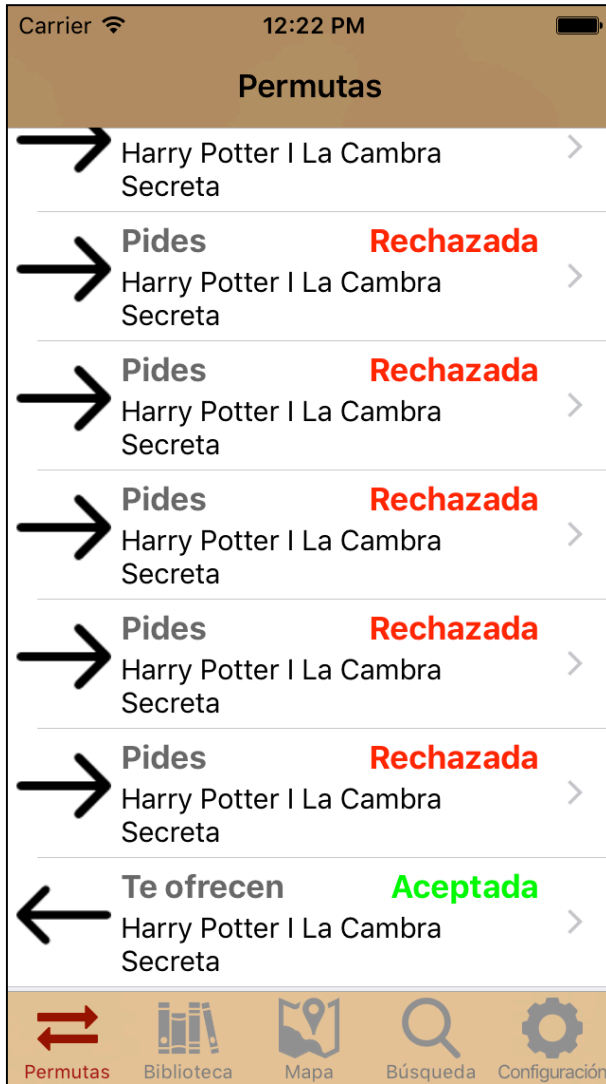 Carrier 12:22 PM
Permutas
Harry Potter I La Cambra
Secreta
Pides Rechazada
Harry Potter I La Cambra
Secreta
Pides Rechazada
Harry Potter I La Cambra
Secreta
Pides Rechazada
Harry Potter I La Cambra
Secreta
Pides Rechazada
Harry Potter I La Cambra
Secreta
Pides Rechazada
Harry Potter I La Cambra
Secreta
Te ofrecen Aceptada
Harry Potter I La Cambra
Secreta
Permutas Biblioteca Mapa Búsqueda Configuración